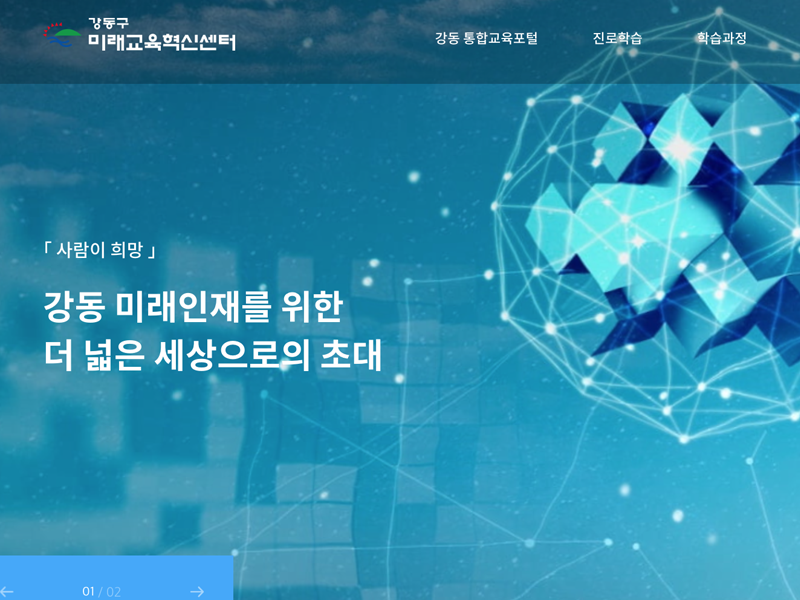 강동구
미래교육혁신센터
강동 통합교육포털
진로학습
학습과정
「 사람이 희망 」
강동 미래인재를 위한
더 넓은 세상으로의 초대
01 / 02